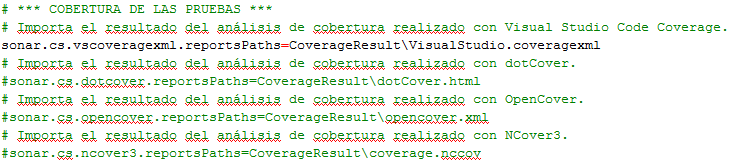 # *** COBERTURA DE LAS PRUEBAS ***
# Importa el resultado del análisis de cobertura realizado con Visual Studio Code Coverage.
sonar.cs.vscoveragexml.reportsPaths=CoverageResult\VisualStudio.coveragexml
# Importa el resultado del análisis de cobertura realizado con dotCover.
#sonar.cs.dotcover.reportsPaths=CoverageResult\dotCover.html
# Importa el resultado del análisis de cobertura realizado con OpenCover.
#sonar.cs.opencover.reportsPaths=CoverageResult\opencover.xml
# Importa el resultado del análisis de cobertura realizado con NCover3.
#sonar.cs.ncover3.reportsPaths=CoverageResult\coverage.nccov